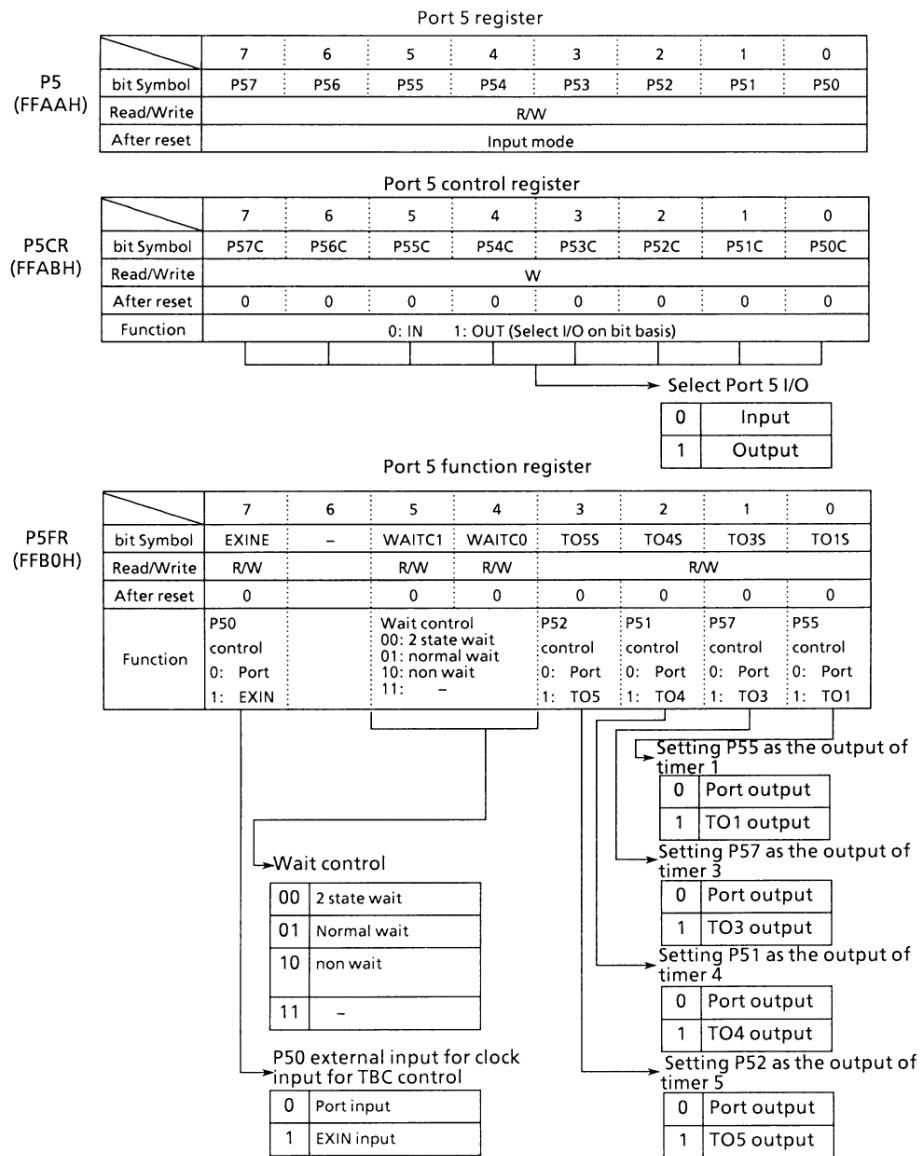 Port 5 register
7 6 5 4 3 2 1 0
P5
(FFAAH)
bit Symbol P57 P56 P55 P54 P53 P52 P51 P50
Read/Write R/W
After reset Input mode
Port 5 control register
7 6 5 4 3 2 1 0
P5CR
(FFABH)
bit Symbol P57C P56C P55C P54C P53C P52C P51C P50C
Read/Write W
After reset 0 0 0 0 0 0 0 0
Function 0: IN 1: OUT (Select I/O on bit basis)
Select Port 5 I/O
0 Input
1 Output
Port 5 function register
7 6 5 4 3 2 1 0
P5FR
(FFB0H)
bit Symbol EXINE – WAITC1 WAITC0 TO5S TO4S TO3S TO1S
Read/Write R/W R/W R/W R/W
After reset 0 0 0 0 0 0 0
Function
P50
control
0: Port
1: EXIN
Wait control
00: 2 state wait
01: normal wait
10: non wait
11: –
P52
control
0: Port
1: TO5
P51
control
0: Port
1: TO4
P57
control
0: Port
1: TO3
P55
control
0: Port
1: TO1
Setting P55 as the output of
timer 1
0 Port output
1 TO1 output
Setting P57 as the output of
timer 3
0 Port output
1 TO3 output
Setting P51 as the output of
timer 4
0 Port output
1 TO4 output
Setting P52 as the output of
timer 5
0 Port output
1 TO5 output
Wait control
00 2 state wait
01 Normal wait
10 non wait
11 –
P50 external input for clock
input for TBC control
0 Port input
1 EXIN input